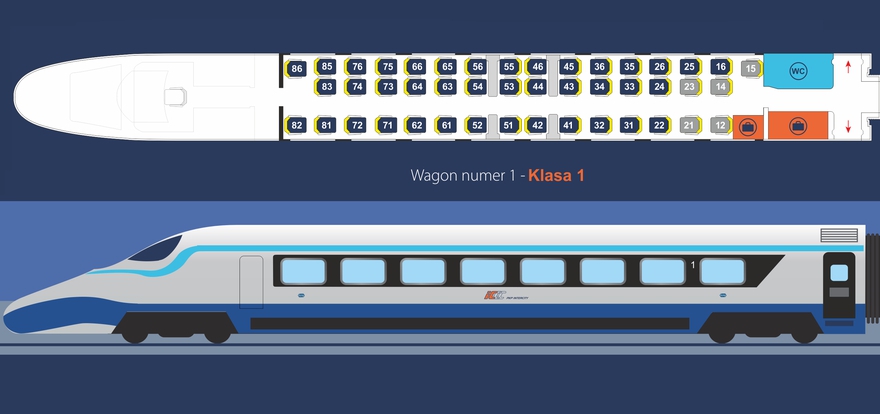 86 85 76 75 66 65 56 55 46 45 36 35 26 25 16 15 WC
83 74 73 64 63 54 53 44 43 34 33 24 23 14
82 81 72 71 62 61 52 51 42 41 32 31 22 21 12
Wagon numer 1 - Klasa 1
1